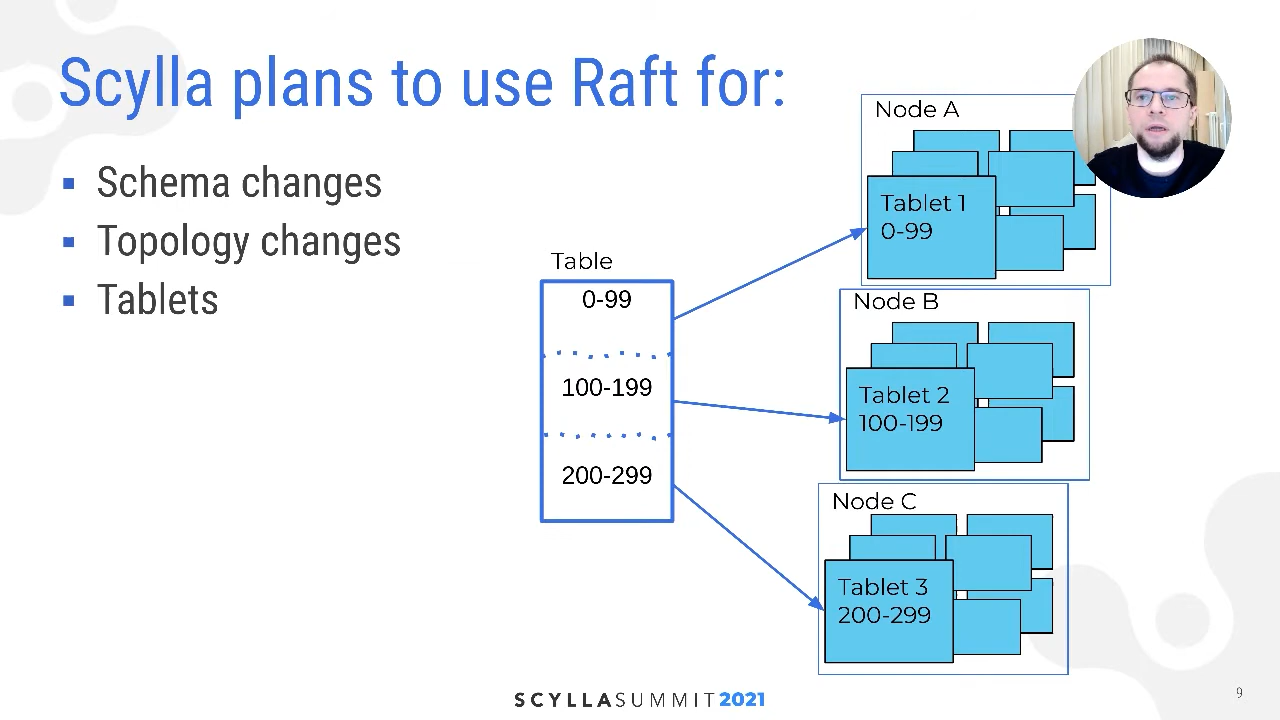 Scylla plans to use Raft for:
Schema changes
Topology changes
Tablets
Table
0-99
100-199
200-299
Node A
Tablet 1
0-99
Node B
Tablet 2
100-199
Node C
Tablet 3
200-299
SCYLLASUMMIT2021
9